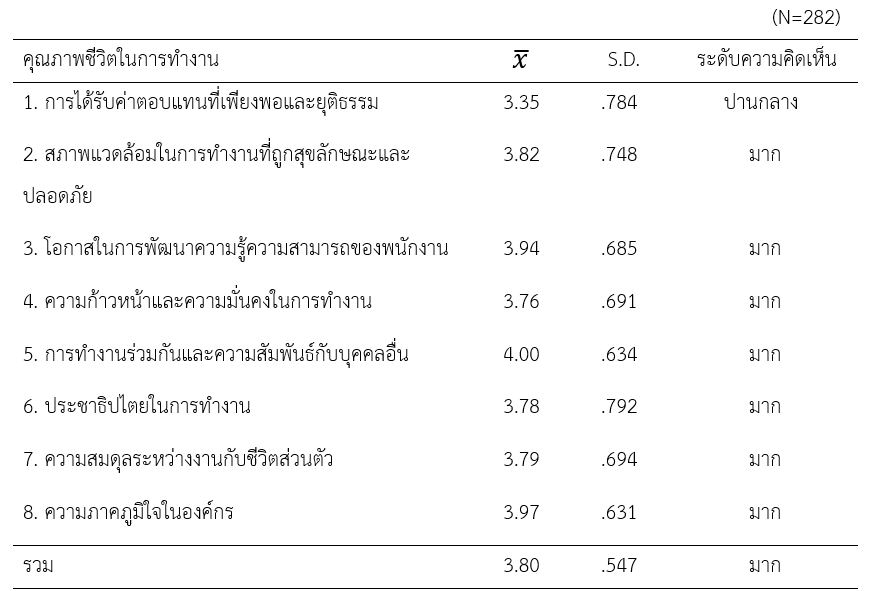 (N=282)
คุณภาพชีวิตในการทำงาน x̄ S.D. ระดับความคิดเห็น
1. การได้รับค่าตอบแทนที่เพียงพอและยุติธรรม 3.35 .784 ปานกลาง
2. สภาพแวดล้อมในการทำงานที่ถูกสุขลักษณะและ 3.82 .748 มาก
ปลอดภัย
3. โอกาสในการพัฒนาความรู้ความสามารถของพนักงาน 3.94 .685 มาก
4. ความก้าวหน้าและความมั่นคงในการทำงาน 3.76 .691 มาก
5. การทำงานร่วมกันและความสัมพันธ์กับบุคคลอื่น 4.00 .634 มาก
6. ประชาธิปไตยในการทำงาน 3.78 .792 มาก
7. ความสมดุลระหว่างงานกับชีวิตส่วนตัว 3.79 .694 มาก
8. ความภาคภูมิใจในองค์กร 3.97 .631 มาก
รวม 3.80 .547 มาก